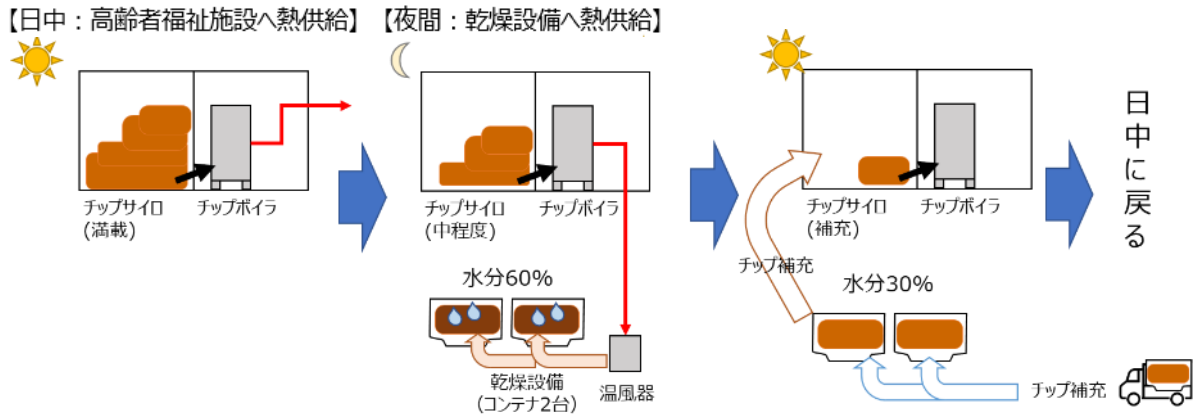 【日中：高齢者福祉施設へ熱供給】
【夜間：乾燥設備へ熱供給】
チップサイロ
(満載)
チップボイラ
チップサイロ
(中程度)
チップボイラ
水分60%
乾燥設備
(コンテナ2台)
温風器
チップサイロ
(補充)
チップボイラ
チップ補充
水分30%
チップ補充
日中に戻る